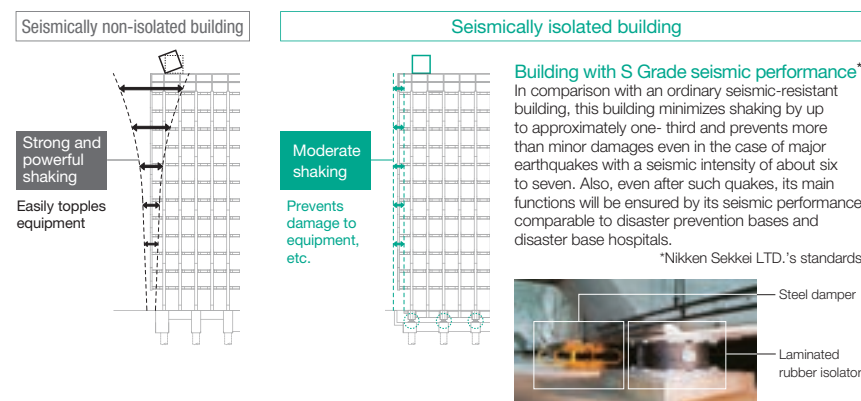 Seismically non-isolated building
Seismically isolated building
Strong and
powerful
shaking
Easily topples
equipment
Moderate
shaking
Prevents
damage to
equipment,
etc.
Building with S Grade seismic performance*
In comparison with an ordinary seismic-resistant
building, this building minimizes shaking by up
to approximately one- third and prevents more
than minor damages even in the case of major
earthquakes with a seismic intensity of about six
to seven. Also, even after such quakes, its main
functions will be ensured by its seismic performance
comparable to disaster prevention bases and
disaster base hospitals.
*Nikken Sekkei LTD.'s standards
Steel damper
Laminated
rubber isolator